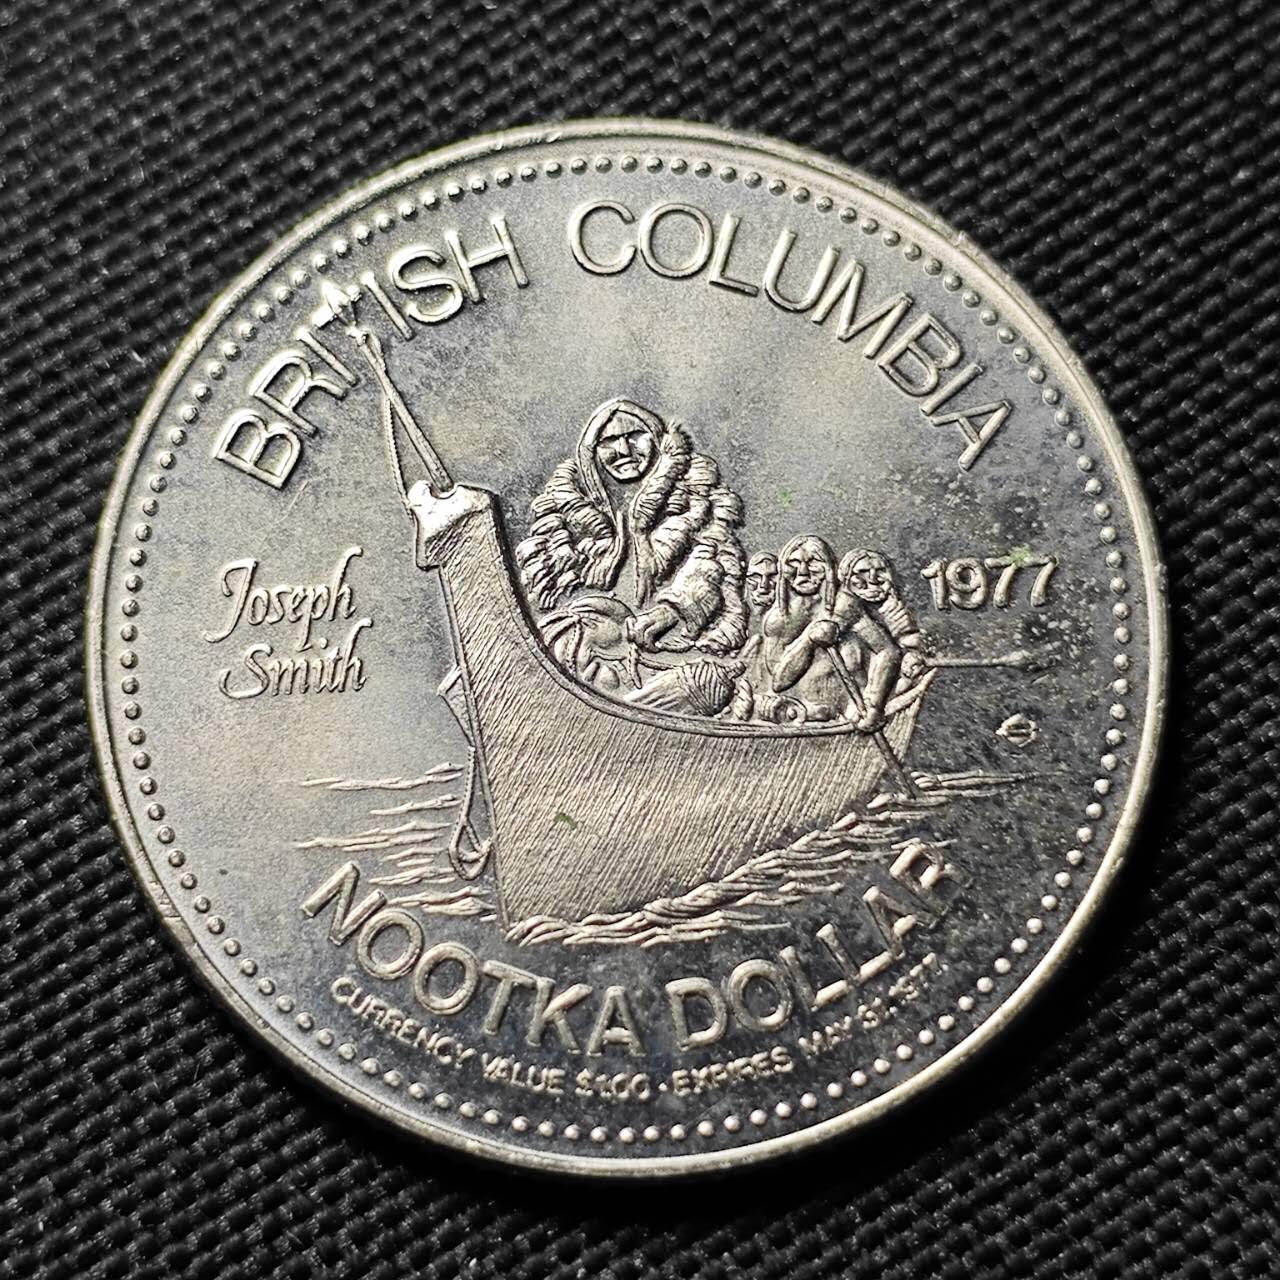 BRITISH COLUMBIA
Joseph
Smith
1977
NOOTKA DOLLAR
CURRENCY VALUE $1.00 · EXPIRES MAY 31, 1977